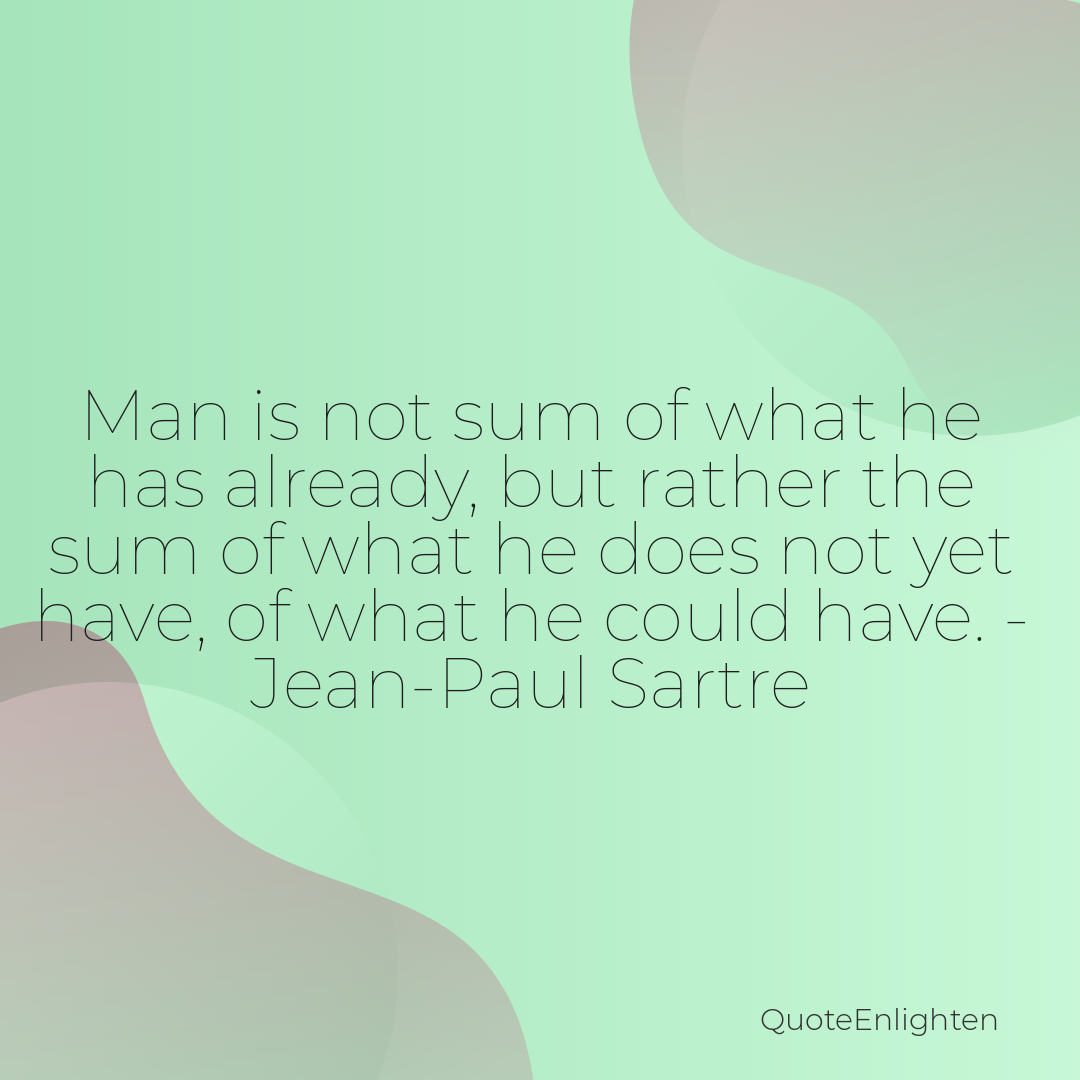 Man is not sum of what he
has already, but rather the
sum of what he does not yet
have, of what he could have. -
Jean-Paul Sartre
QuoteEnlighten